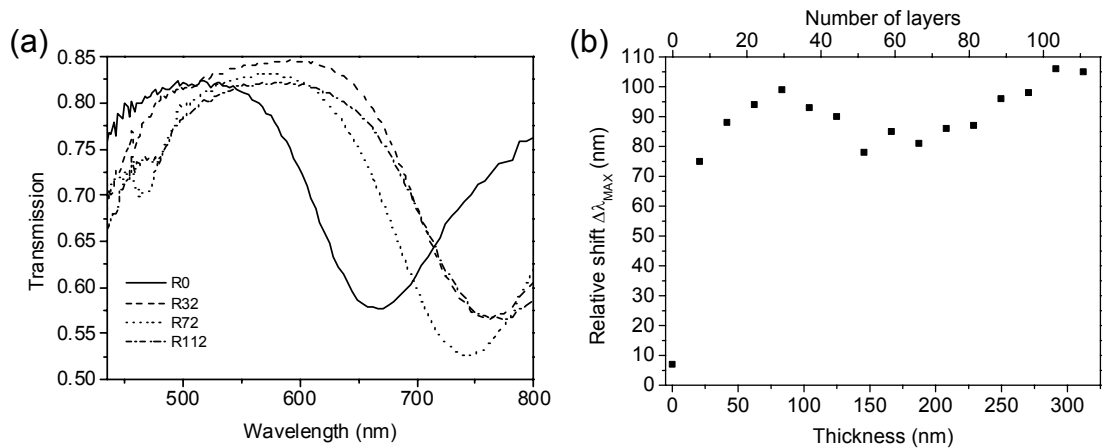 (a)
Transmission
0.85
0.80
0.75
0.70
0.65
0.60
0.55
0.50
R0
R32
R72
R112
500
600
700
800
Wavelength (nm)
(b)
Number of layers
0 20 40 60 80 100
Relative shift Δλ_MAX (nm)
110
100
90
80
70
60
50
40
30
20
10
0
0 50 100 150 200 250 300
Thickness (nm)